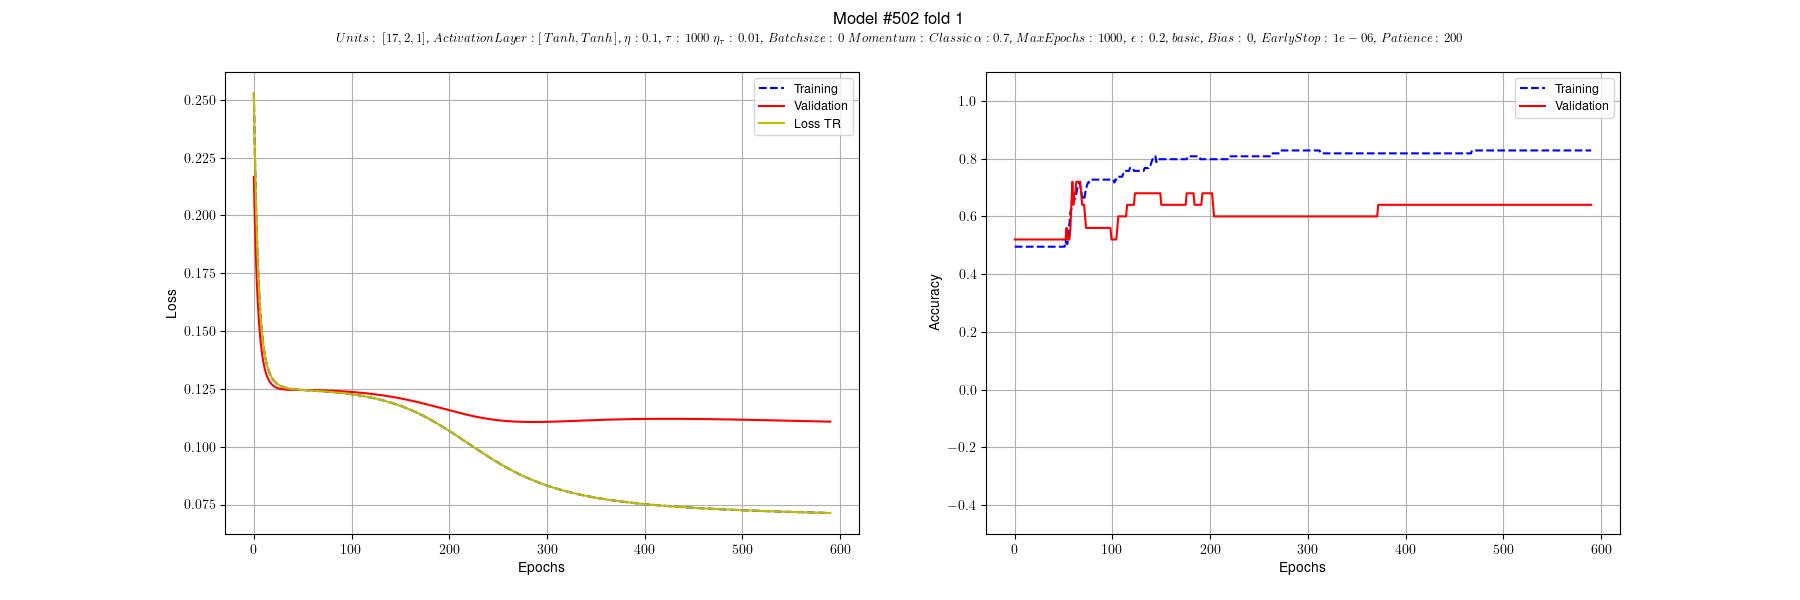 Model #502 fold 1
Units : [17, 2, 1], ActivationLayer : [Tanh, Tanh], η : 0.1, τ : 1000 η_τ : 0.01, Batchsize : 0 Momentum : Classic α : 0.7, MaxEpochs : 1000, ϵ : 0.2, basic, Bias : 0, EarlyStop : 1e − 06, Patience : 200
Training
Validation
Loss TR
0.250
0.225
0.200
0.175
0.150
0.125
0.100
0.075
Loss
0 100 200 300 400 500 600
Epochs
Training
Validation
1.0
0.8
0.6
0.4
0.2
0.0
−0.2
−0.4
Accuracy
0 100 200 300 400 500 600
Epochs